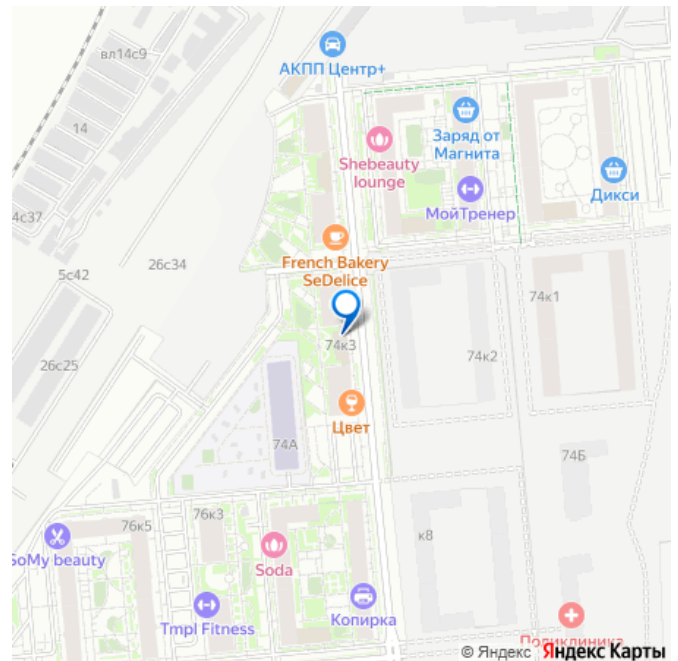 вл14с9
АКПП Центр+
14
Заряд от
Магнита
Shebeauty
lounge
Дикси
МойТренер
4с37
French Bakery
SeDelice
5с42
26с34
74к1
74к3
74к2
26с25
Цвет
74А
74Б
76к5
76к3
к8
SoMy beauty
Soda
Копирка
Tmpl Fitness
Поликлиника
© Яндекс Яндекс Карты